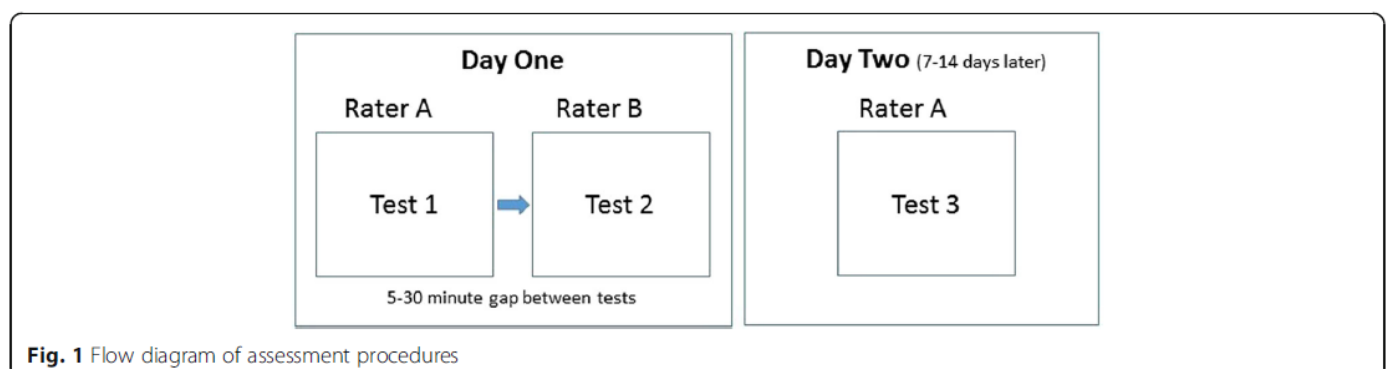 Day One
Rater A
Rater B
Test 1
Test 2
5-30 minute gap between tests
Day Two (7-14 days later)
Rater A
Test 3
Fig. 1 Flow diagram of assessment procedures